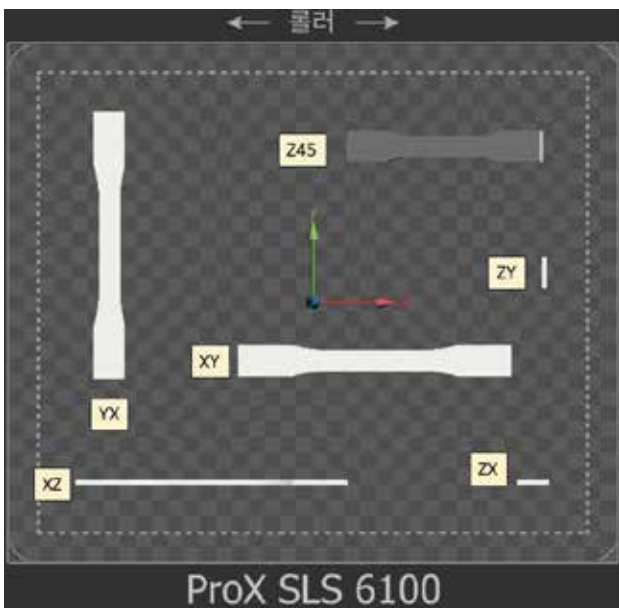 ← 롤러 →
Z45
ZY
XY
YX
XZ
ZX
ProX SLS 6100